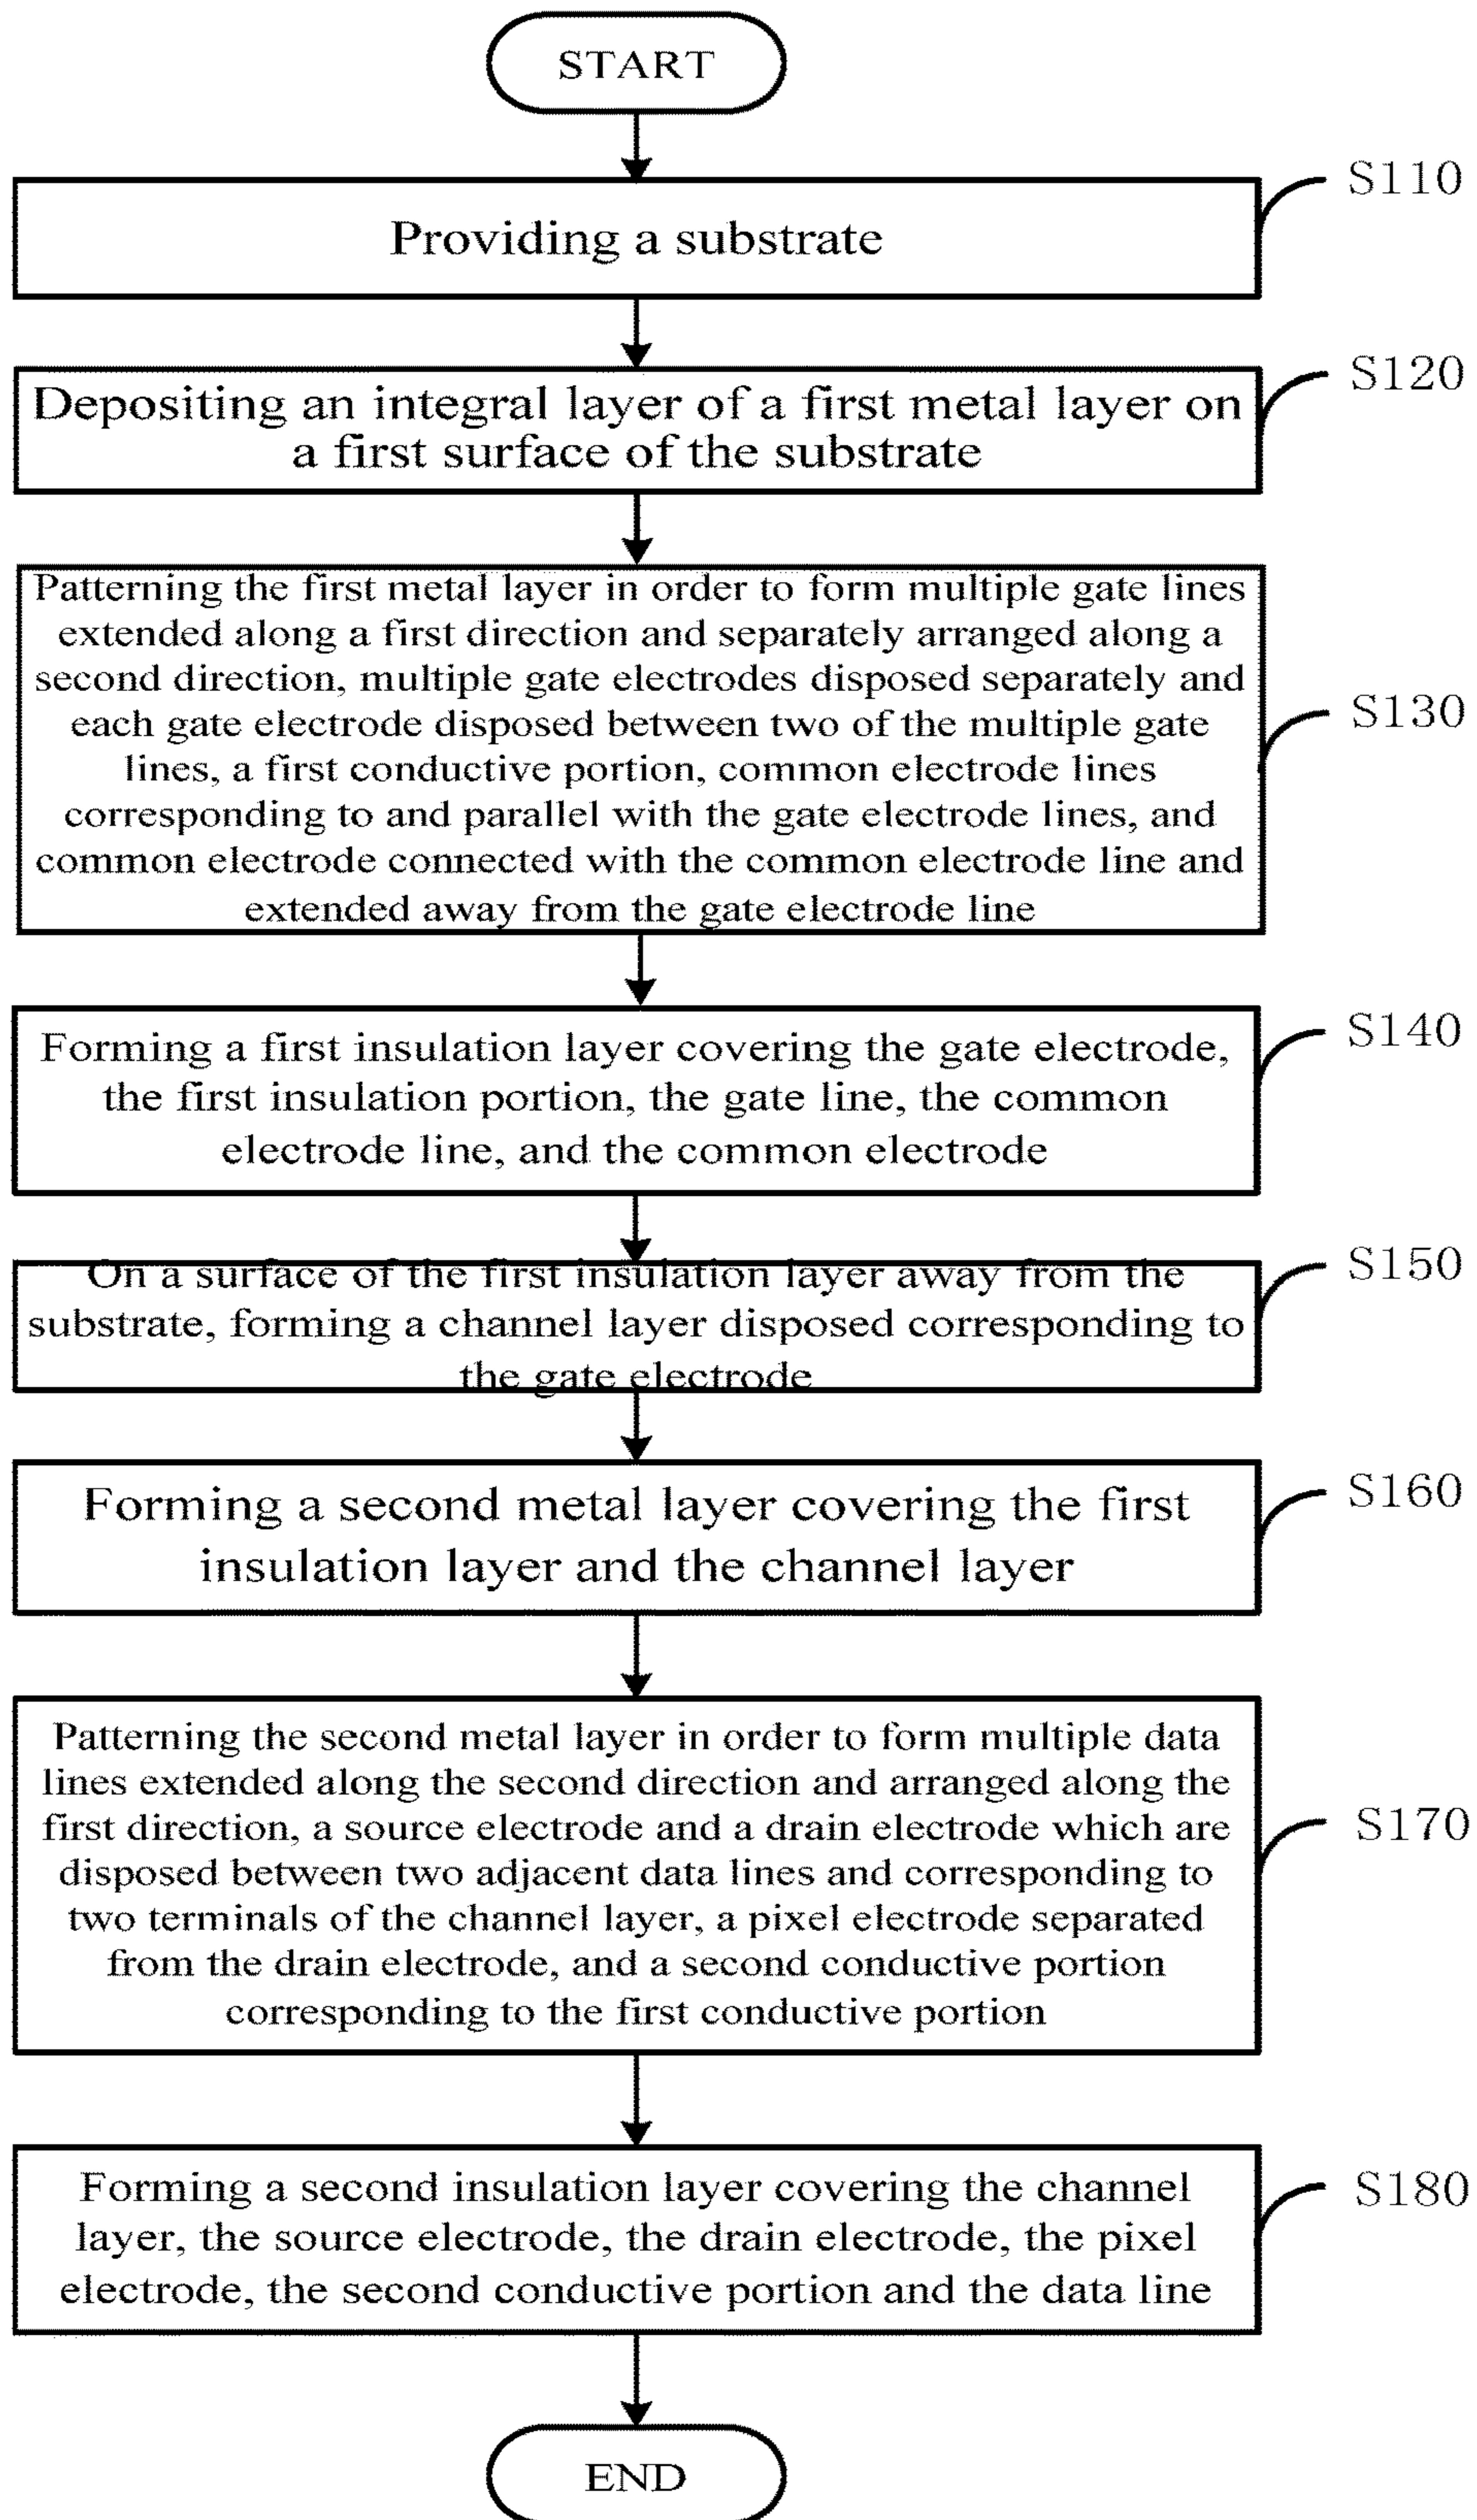 START
S110
Providing a substrate
S120
Depositing an integral layer of a first metal layer on
a first surface of the substrate
Patterning the first metal layer in order to form multiple gate lines
extended along a first direction and separately arranged along a
second direction, multiple gate electrodes disposed separately and
each gate electrode disposed between two of the multiple gate
S130
lines, a first conductive portion, common electrode lines
corresponding to and parallel with the gate electrode lines, and
common electrode connected with the common electrode line and
extended away from the gate electrode line
S140
Forming a first insulation layer covering the gate electrode,
the first insulation portion, the gate line, the common
electrode line, and the common electrode
S150
On a surface of the first insulation layer away from the
substrate, forming a channel layer disposed corresponding to
the gate electrode
S160
Forming a second metal layer covering the first
insulation layer and the channel layer
Patterning the second metal layer in order to form multiple data
lines extended along the second direction and arranged along the
first direction, a source electrode and a drain electrode which are
S170
disposed between two adjacent data lines and corresponding to
two terminals of the channel layer, a pixel electrode separated
from the drain electrode, and a second conductive portion
corresponding to the first conductive portion
S180
Forming a second insulation layer covering the channel
layer, the source electrode, the drain electrode, the pixel
electrode, the second conductive portion and the data line
END